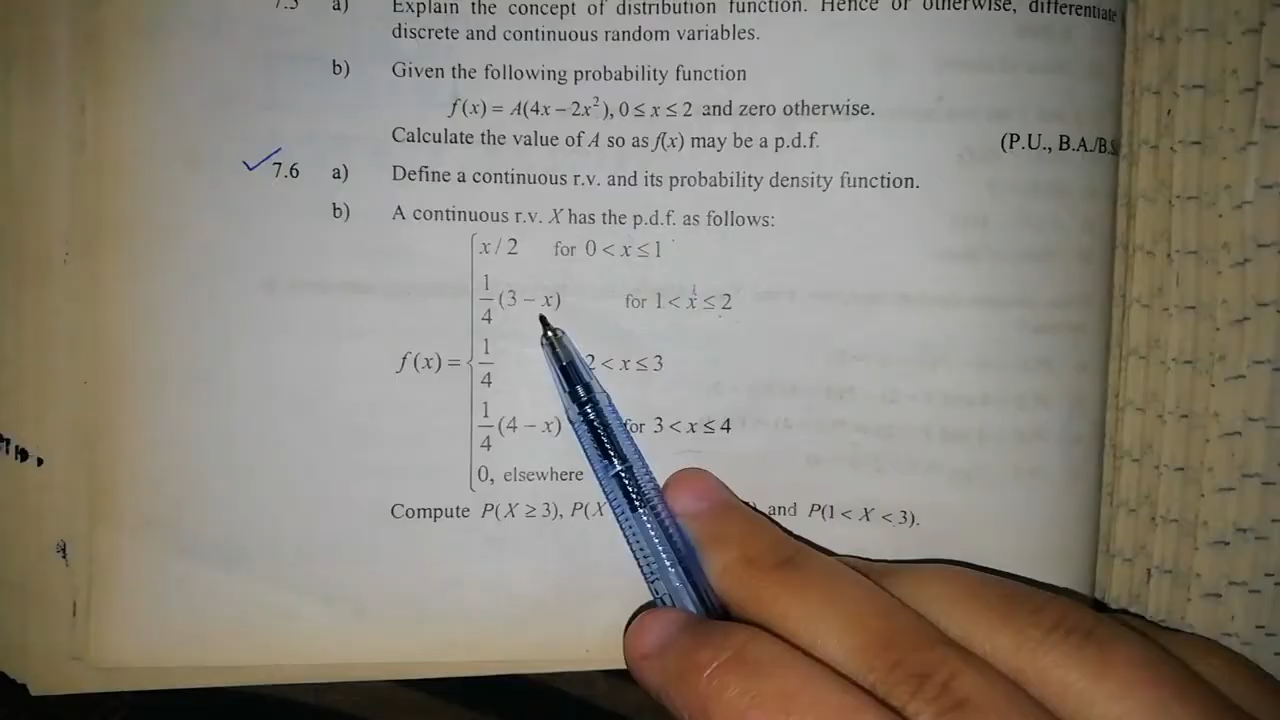 7.5 a) Explain the concept of distribution function. Hence or otherwise, differentiate
discrete and continuous random variables.
b) Given the following probability function
f(x) = A(4x − 2x²), 0 ≤ x ≤ 2 and zero otherwise.
Calculate the value of A so as f(x) may be a p.d.f. (P.U., B.A./B.S
7.6 a) Define a continuous r.v. and its probability density function.
b) A continuous r.v. X has the p.d.f. as follows:
x / 2 for 0 < x ≤ 1
1/4 (3 − x) for 1 < x ≤ 2
f(x) = 1/4 2 < x ≤ 3
1/4 (4 − x) for 3 < x ≤ 4
0, elsewhere
Compute P(X ≥ 3), P(X and P(1 < X < 3).